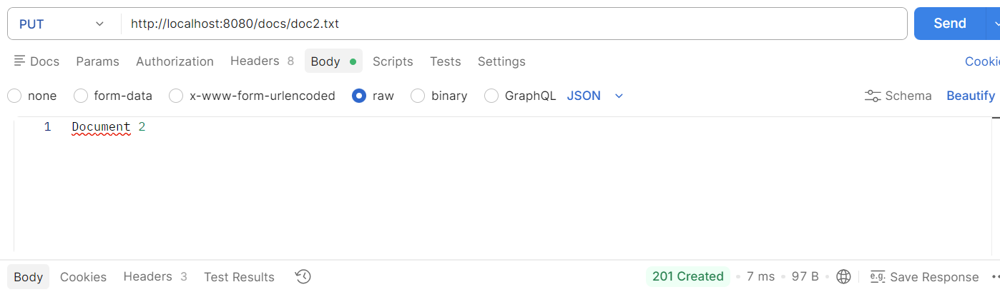 PUT http://localhost:8080/docs/doc2.txt Send
Docs Params Authorization Headers 8 Body Scripts Tests Settings Cookie
none form-data x-www-form-urlencoded raw binary GraphQL JSON Schema Beautify
1 Document 2
Body Cookies Headers 3 Test Results 201 Created 7 ms 97 B e.g. Save Response